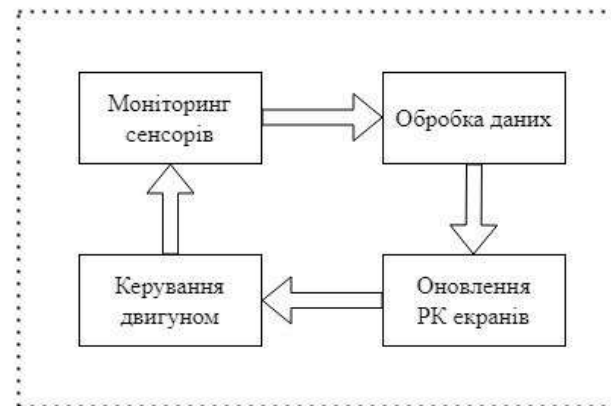 Моніторинг
сенсорів
Обробка даних
Керування
двигуном
Оновлення
РК екранів